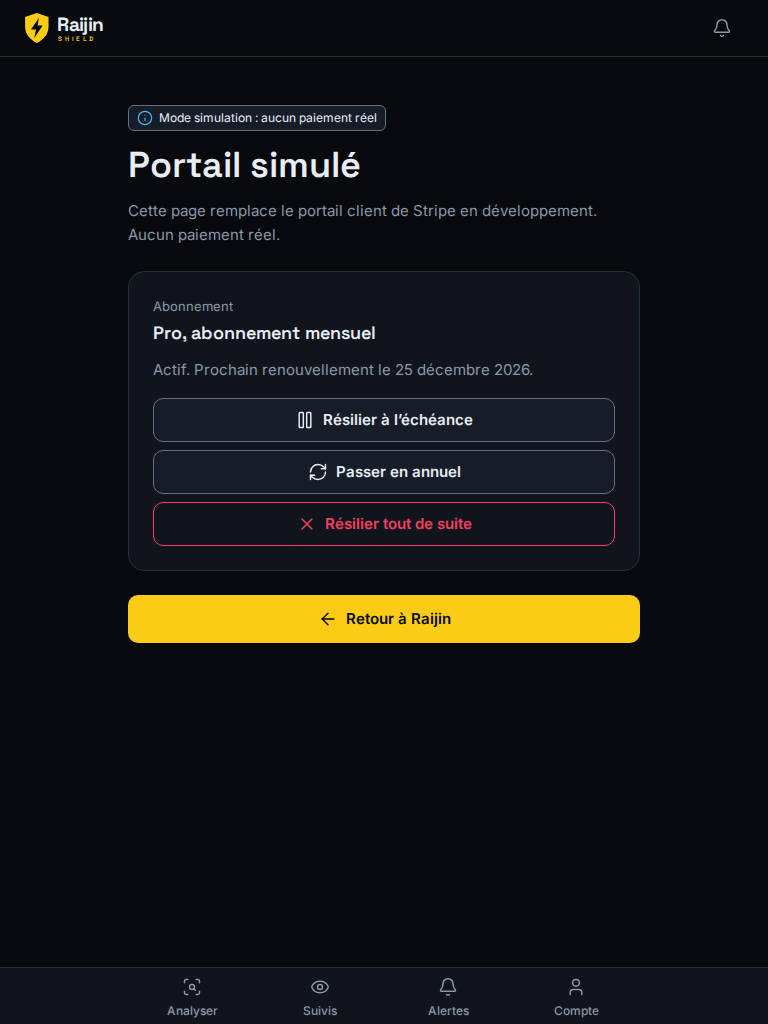 Raijin
SHIELD
Mode simulation : aucun paiement réel
Portail simulé
Cette page remplace le portail client de Stripe en développement.
Aucun paiement réel.
Abonnement
Pro, abonnement mensuel
Actif. Prochain renouvellement le 25 décembre 2026.
Résilier à l’échéance
Passer en annuel
Résilier tout de suite
Retour à Raijin
Analyser
Suivis
Alertes
Compte